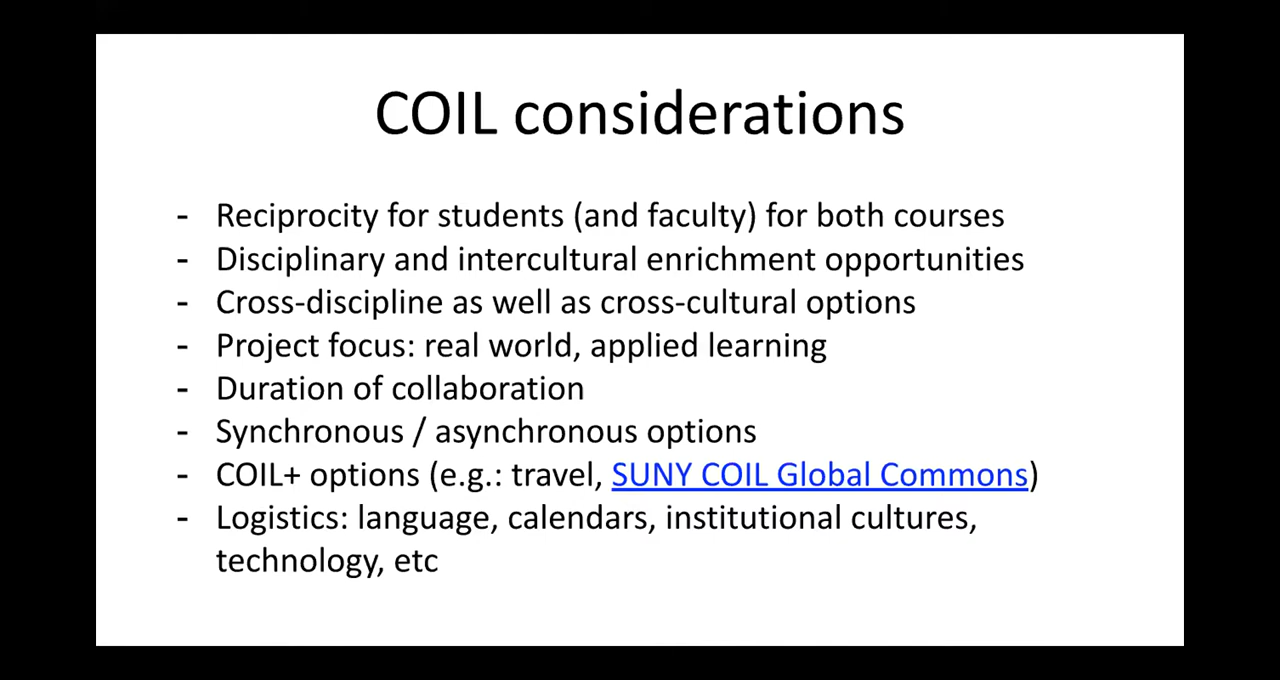 COIL considerations
- Reciprocity for students (and faculty) for both courses
- Disciplinary and intercultural enrichment opportunities
- Cross-discipline as well as cross-cultural options
- Project focus: real world, applied learning
- Duration of collaboration
- Synchronous / asynchronous options
- COIL+ options (e.g.: travel, SUNY COIL Global Commons)
- Logistics: language, calendars, institutional cultures,
technology, etc